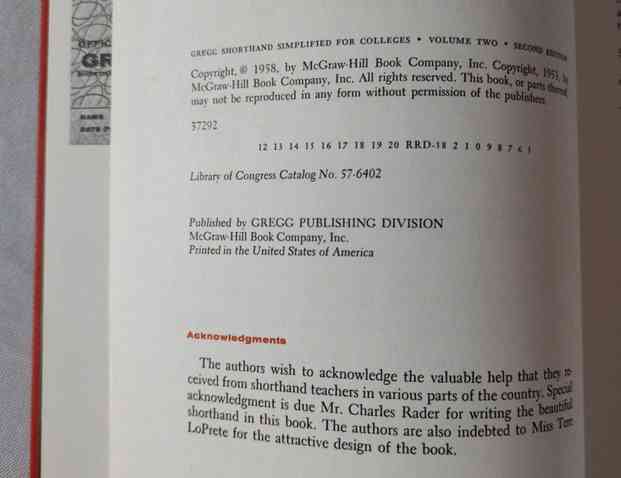 GREGG SHORTHAND SIMPLIFIED FOR COLLEGES • VOLUME TWO • SECOND EDITION
Copyright, © 1958, by McGraw-Hill Book Company, Inc. Copyright, 1953, by
McGraw-Hill Book Company, Inc. All rights reserved. This book, or parts thereof,
may not be reproduced in any form without permission of the publishers.
37292
12 13 14 15 16 17 18 19 20 RRD-18 2 1 0 9 8 7 6 5
Library of Congress Catalog No. 57-6402
Published by GREGG PUBLISHING DIVISION
McGraw-Hill Book Company, Inc.
Printed in the United States of America
Acknowledgments
The authors wish to acknowledge the valuable help that they re-
ceived from shorthand teachers in various parts of the country. Special
acknowledgment is due Mr. Charles Rader for writing the beautiful
shorthand in this book. The authors are also indebted to Miss Terry
LoPrete for the attractive design of the book.
GR
NAME